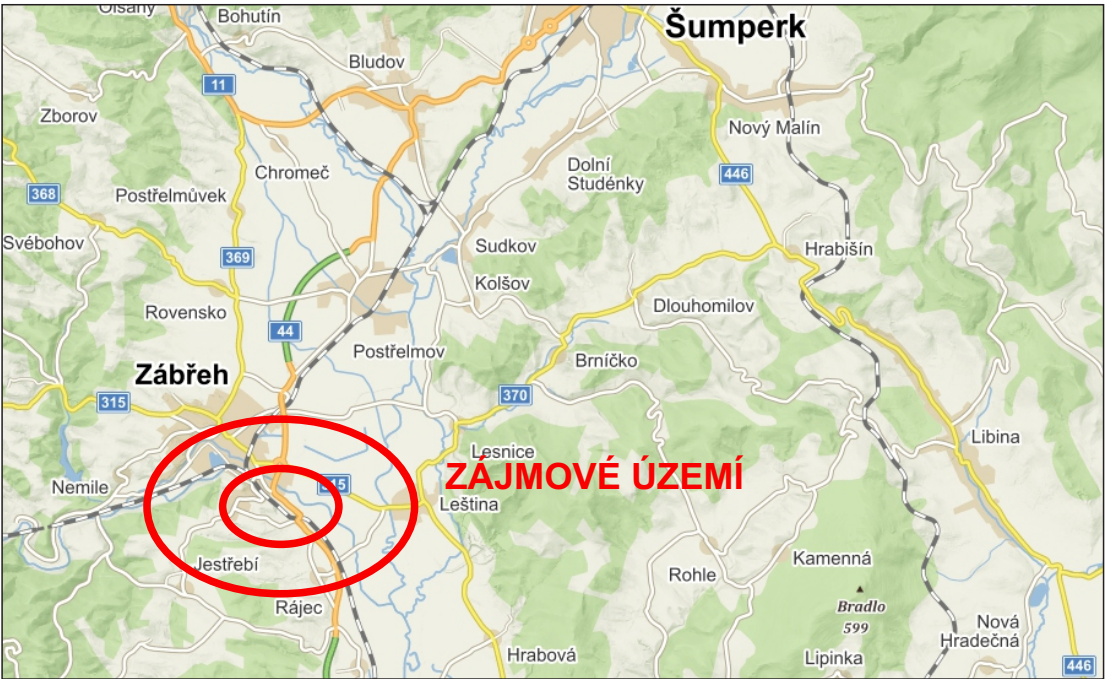 Olšany
Bohutín
Šumperk
Bludov
11
Zborov
Nový Malín
Chromeč
Dolní
Studénky
446
368
Postřelmůvek
Svébohov
Sudkov
Hrabišín
369
Kolšov
Rovensko
Dlouhomilov
44
Postřelmov
Brníčko
Zábřeh
370
315
Libina
Lesnice
ZÁJMOVÉ ÚZEMÍ
Nemile
315
Leština
Jestřebí
Kamenná
Rohle
Rájec
Bradlo
599
Nová
Hradečná
Hrabová
Lipinka
446